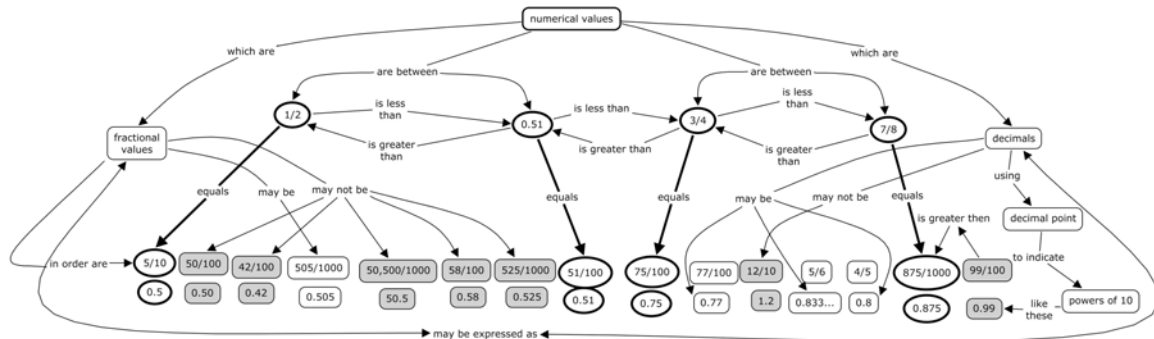 numerical values
which are
which are
are between
are between
is less
than
is less than
is less
than
1/2
0.51
3/4
7/8
fractional
values
decimals
is greater
than
is greater than
is greater
than
equals
may be
may not be
equals
equals
may be
may not be
equals
using
decimal point
is greater then
to indicate
in order are
5/10
50/100
42/100
505/1000
50,500/1000
58/100
525/1000
51/100
75/100
77/100
12/10
5/6
4/5
875/1000
99/100
0.5
0.50
0.42
0.505
50.5
0.58
0.525
0.51
0.75
0.77
1.2
0.833...
0.8
0.875
0.99
like
these
powers of 10
may be expressed as